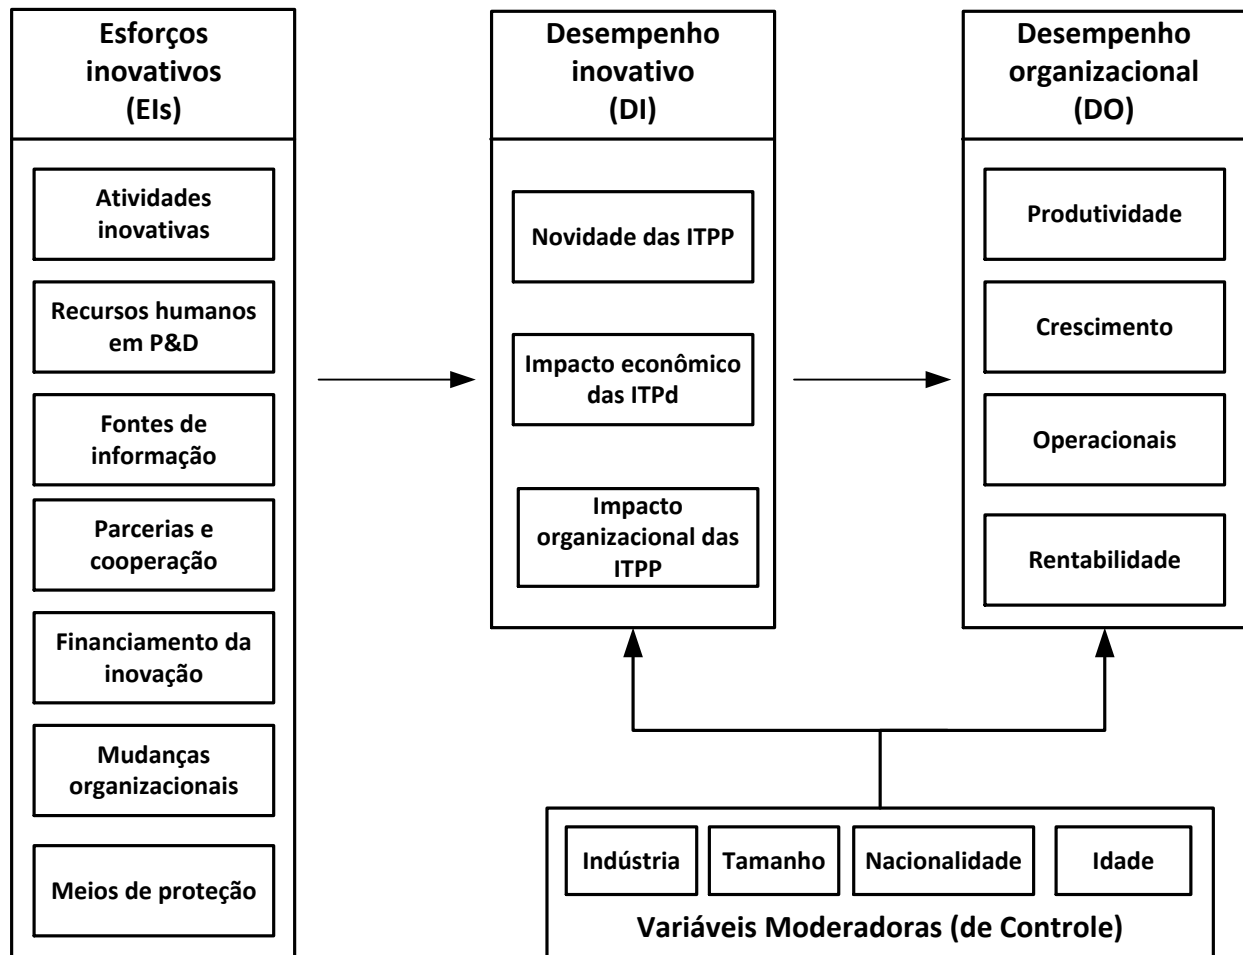 Esforços
inovativos
(EIs)
Atividades
inovativas
Recursos humanos
em P&D
Fontes de
informação
Parcerias e
cooperação
Financiamento da
inovação
Mudanças
organizacionais
Meios de proteção
Desempenho
inovativo
(DI)
Novidade das ITPP
Impacto econômico
das ITPd
Impacto
organizacional das
ITPP
Desempenho
organizacional
(DO)
Produtividade
Crescimento
Operacionais
Rentabilidade
Indústria
Tamanho
Nacionalidade
Idade
Variáveis Moderadoras (de Controle)